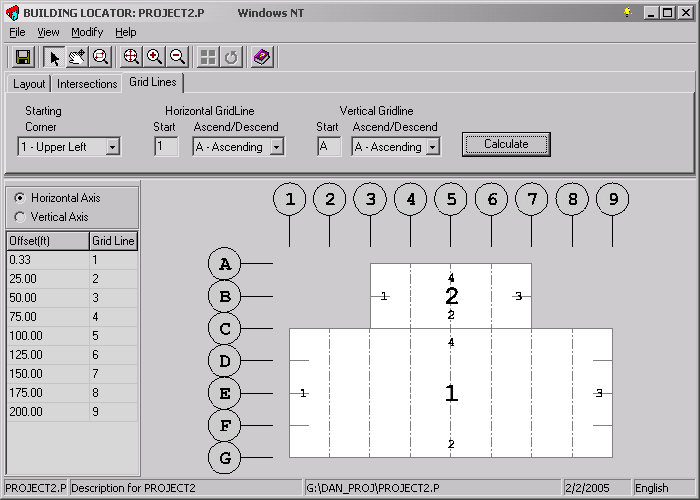 BUILDING LOCATOR: PROJECT2.P Windows NT
File View Modify Help
Layout Intersections Grid Lines
Starting Horizontal GridLine Vertical Gridline
Corner Start Ascend/Descend Start Ascend/Descend
1 - Upper Left 1 A - Ascending A A - Ascending Calculate
Horizontal Axis
Vertical Axis
Offset(ft) Grid Line
0.33 1
25.00 2
50.00 3
75.00 4
100.00 5
125.00 6
150.00 7
175.00 8
200.00 9
1 2 3 4 5 6 7 8 9
A
4
B 1 2 3
2
C
4
D
E 1 1 3
F
2
G
PROJECT2.P Description for PROJECT2 G:\DAN_PROJ\PROJECT2.P 2/2/2005 English